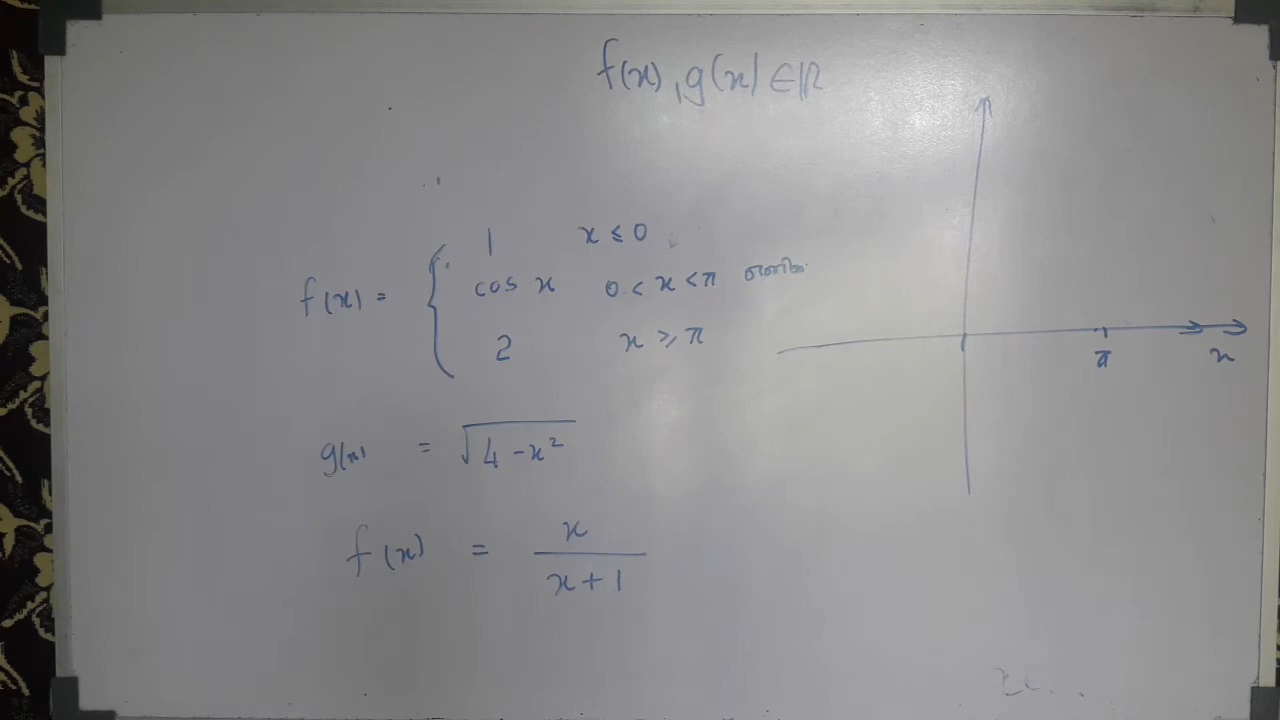 f(x), g(x) ∈ ℝ
f(x) = { 1 x ≤ 0
cos x 0 < x < π
2 x ≥ π
π x
g(x) = √(4 - x²)
f(x) = x / (x + 1)